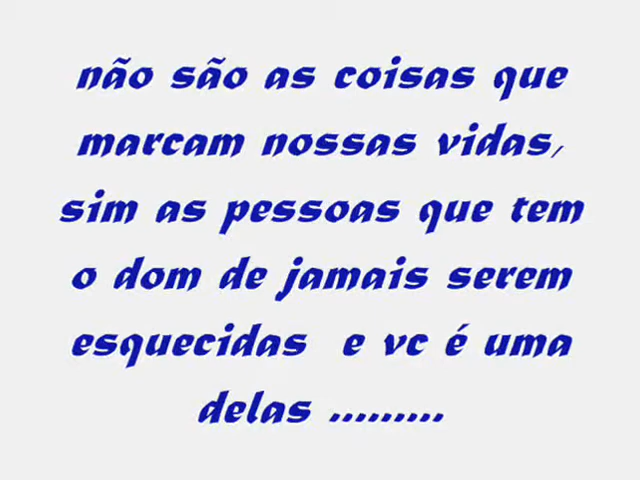 não são as coisas que
marcam nossas vidas,
sim as pessoas que tem
o dom de jamais serem
esquecidas e vc é uma
delas .........